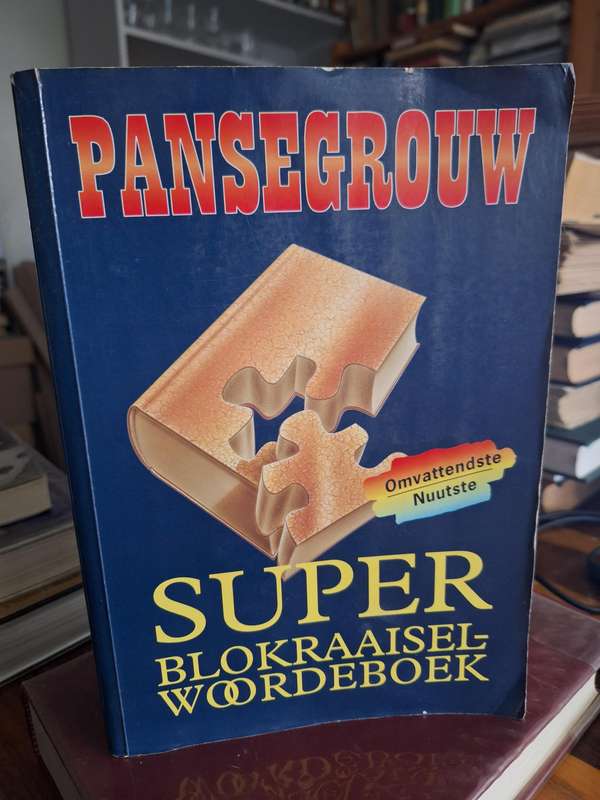 PANSEGROUW
Omvattendste
Nuutste
SUPER
BLOKRAAISEL-
WOORDEBOEK